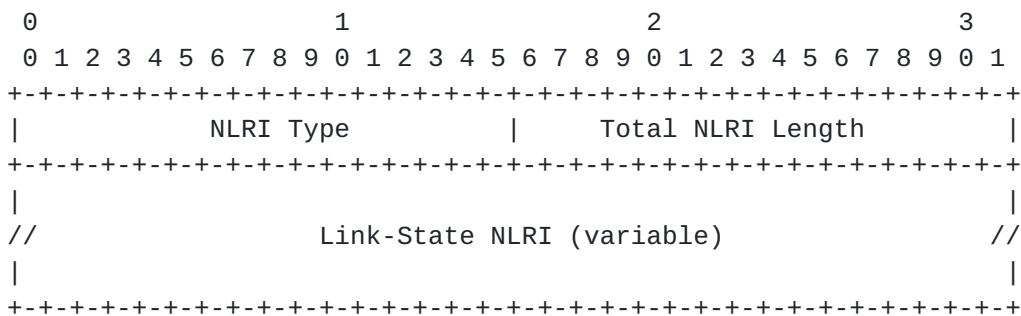 0                   1                   2                   3
 0 1 2 3 4 5 6 7 8 9 0 1 2 3 4 5 6 7 8 9 0 1 2 3 4 5 6 7 8 9 0 1
+-+-+-+-+-+-+-+-+-+-+-+-+-+-+-+-+-+-+-+-+-+-+-+-+-+-+-+-+-+-+-+-+
|            NLRI Type          |     Total NLRI Length         |
+-+-+-+-+-+-+-+-+-+-+-+-+-+-+-+-+-+-+-+-+-+-+-+-+-+-+-+-+-+-+-+-+
|                                                               |
//                  Link-State NLRI (variable)                 //
|                                                               |
+-+-+-+-+-+-+-+-+-+-+-+-+-+-+-+-+-+-+-+-+-+-+-+-+-+-+-+-+-+-+-+-+